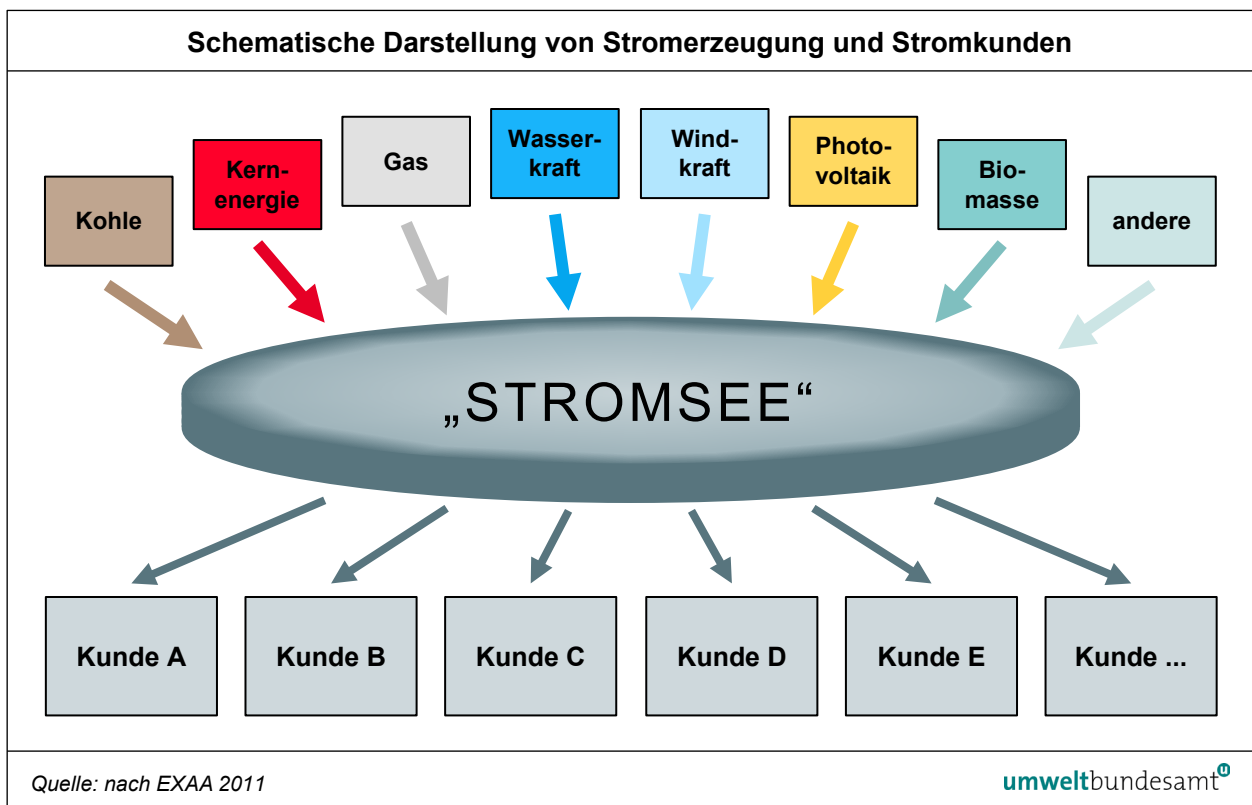 Schematische Darstellung von Stromerzeugung und Stromkunden
Kohle
Kern-
energie
Gas
Wasser-
kraft
Wind-
kraft
Photo-
voltaik
Bio-
masse
andere
„STROMSEE“
Kunde A
Kunde B
Kunde C
Kunde D
Kunde E
Kunde ...
Quelle: nach EXAA 2011
umweltbundesamt
u